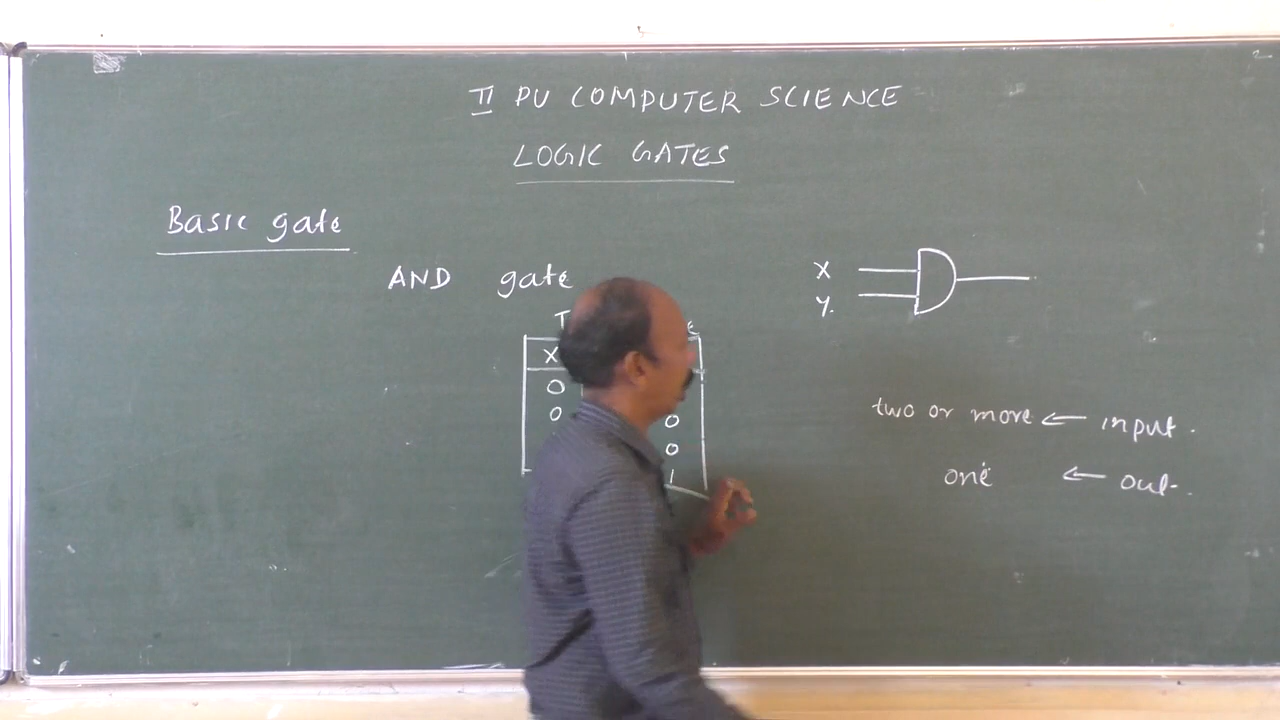 II PU COMPUTER SCIENCE
LOGIC GATES
Basic gate
AND gate
X
Y.
X
0
0
0
0
1
two or more ← input.
one ← out.